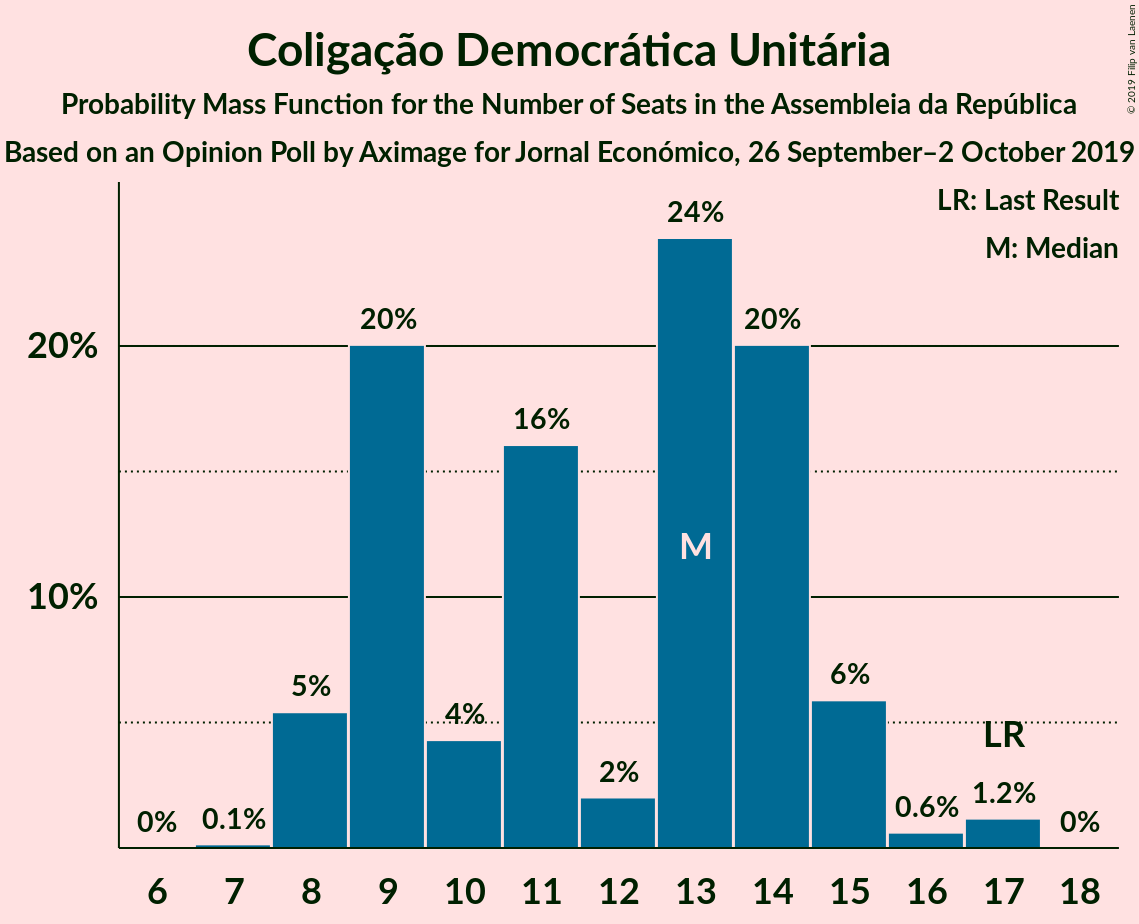 Coligação Democrática Unitária
Probability Mass Function for the Number of Seats in the Assembleia da República
Based on an Opinion Poll by Aximage for Jornal Económico, 26 September–2 October 2019
© 2019 Filip van Laenen
LR: Last Result
M: Median
24%
20% 20%
20%
16%
M
10%
6%
5%
4%
LR
2%
1.2%
0.6%
0% 0.1% 0%
6 7 8 9 10 11 12 13 14 15 16 17 18